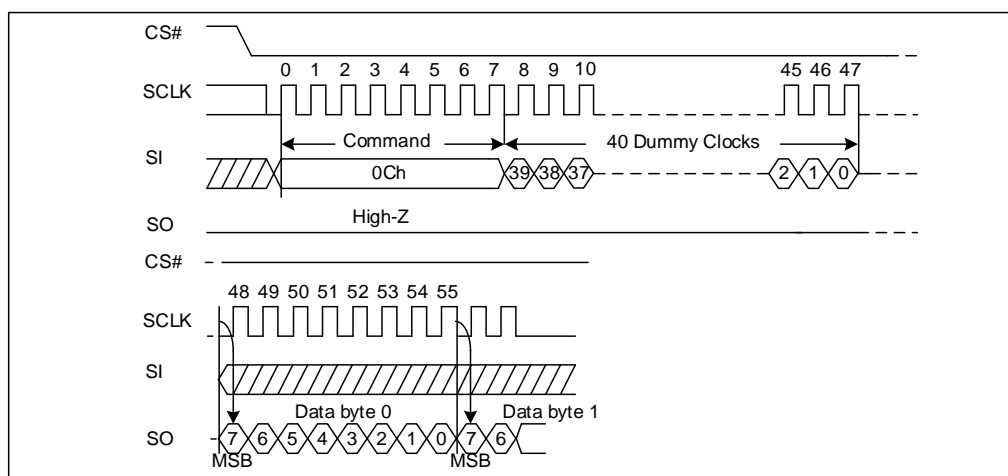 CS#
0 1 2 3 4 5 6 7 8 9 10 45 46 47
SCLK
Command 40 Dummy Clocks
SI 0Ch 39 38 37 2 1 0
High-Z
SO
CS#
48 49 50 51 52 53 54 55
SCLK
SI
Data byte 0 Data byte 1
SO 7 6 5 4 3 2 1 0 7 6
MSB MSB